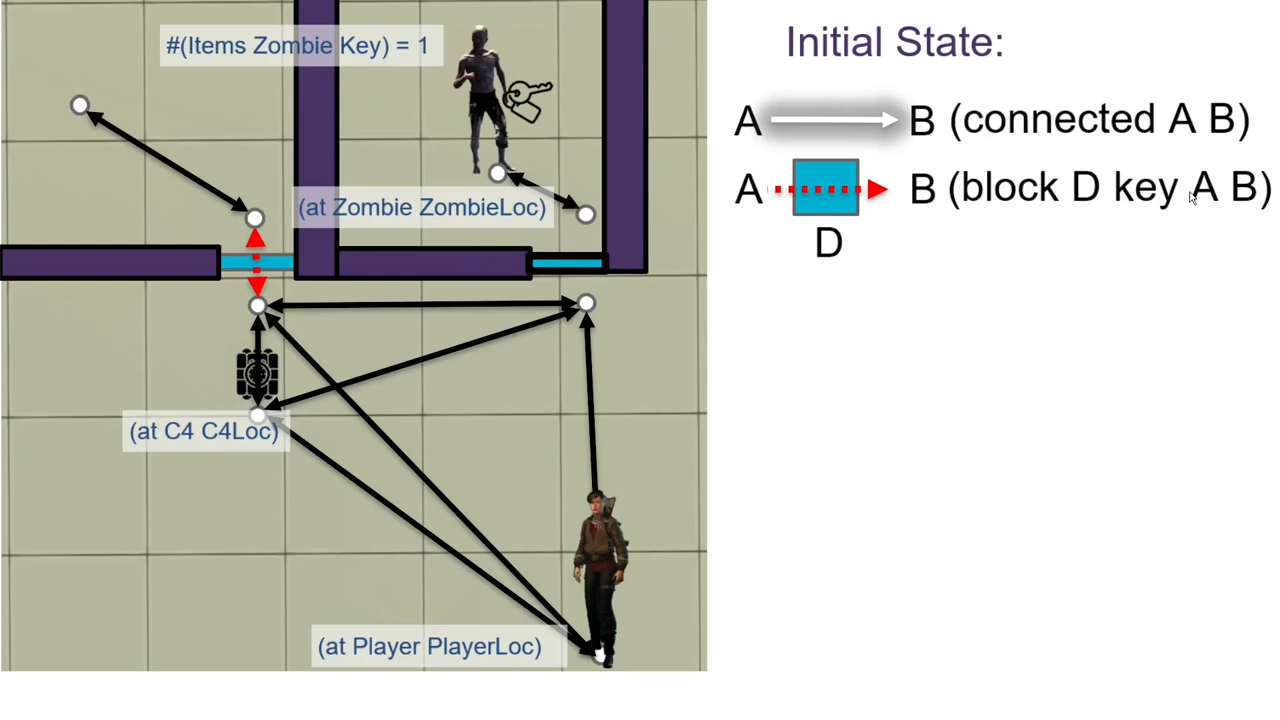 #(Items Zombie Key) = 1
(at Zombie ZombieLoc)
(at C4 C4Loc)
(at Player PlayerLoc)
Initial State:
A B (connected A B)
A B (block D key A B)
D